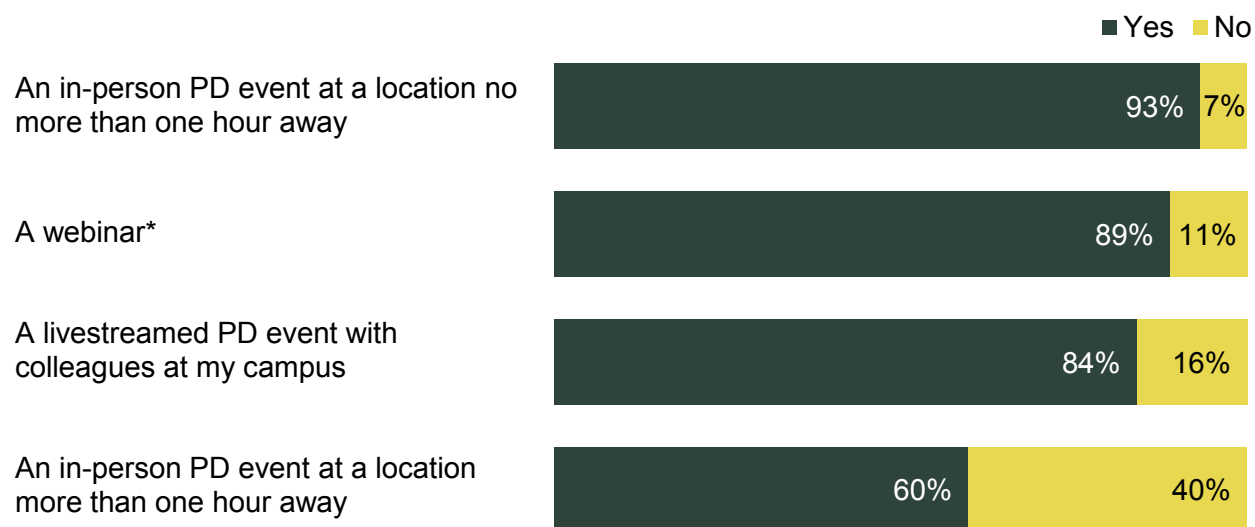 Yes No
An in-person PD event at a location no
more than one hour away
93% 7%
A webinar*
89% 11%
A livestreamed PD event with
colleagues at my campus
84% 16%
An in-person PD event at a location
more than one hour away
60% 40%